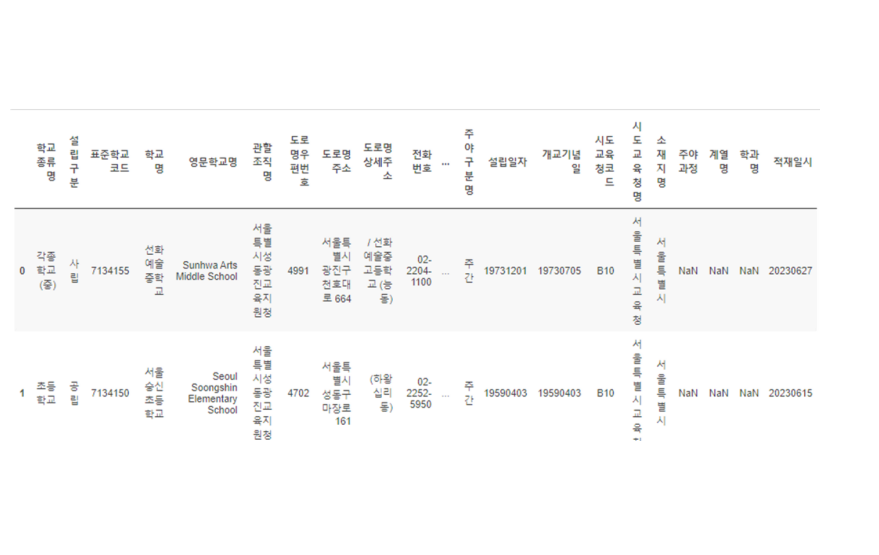 학교종류명 설립구분 표준학교코드 학교명 영문학교명 관할조직명 도로명우편번호 도로명주소 도로명상세주소 전화번호 ... 주야구분명 설립일자 개교기념일 시도교육청코드 시도교육청명 소재지명 주야과정 계열명 학과명 적재일시
0 각종학교(중) 사립 7134155 선화예술중학교 Sunhwa Arts Middle School 서울특별시성동광진교육지원청 4991 서울특별시 광진구 천호대로 664 / 선화예술중고등학교 (능동) 02-2204-1100 ... 주간 19731201 19730705 B10 서울특별시교육청 서울특별시 NaN NaN NaN 20230627
1 초등학교 공립 7134150 서울숭신초등학교 Seoul Soongshin Elementary School 서울특별시성동광진교육지원청 4702 서울특별시 성동구 마장로 161 (하왕십리동) 02-2252-5950 ... 주간 19590403 19590403 B10 서울특별시교육 서울특별시 NaN NaN NaN 20230615